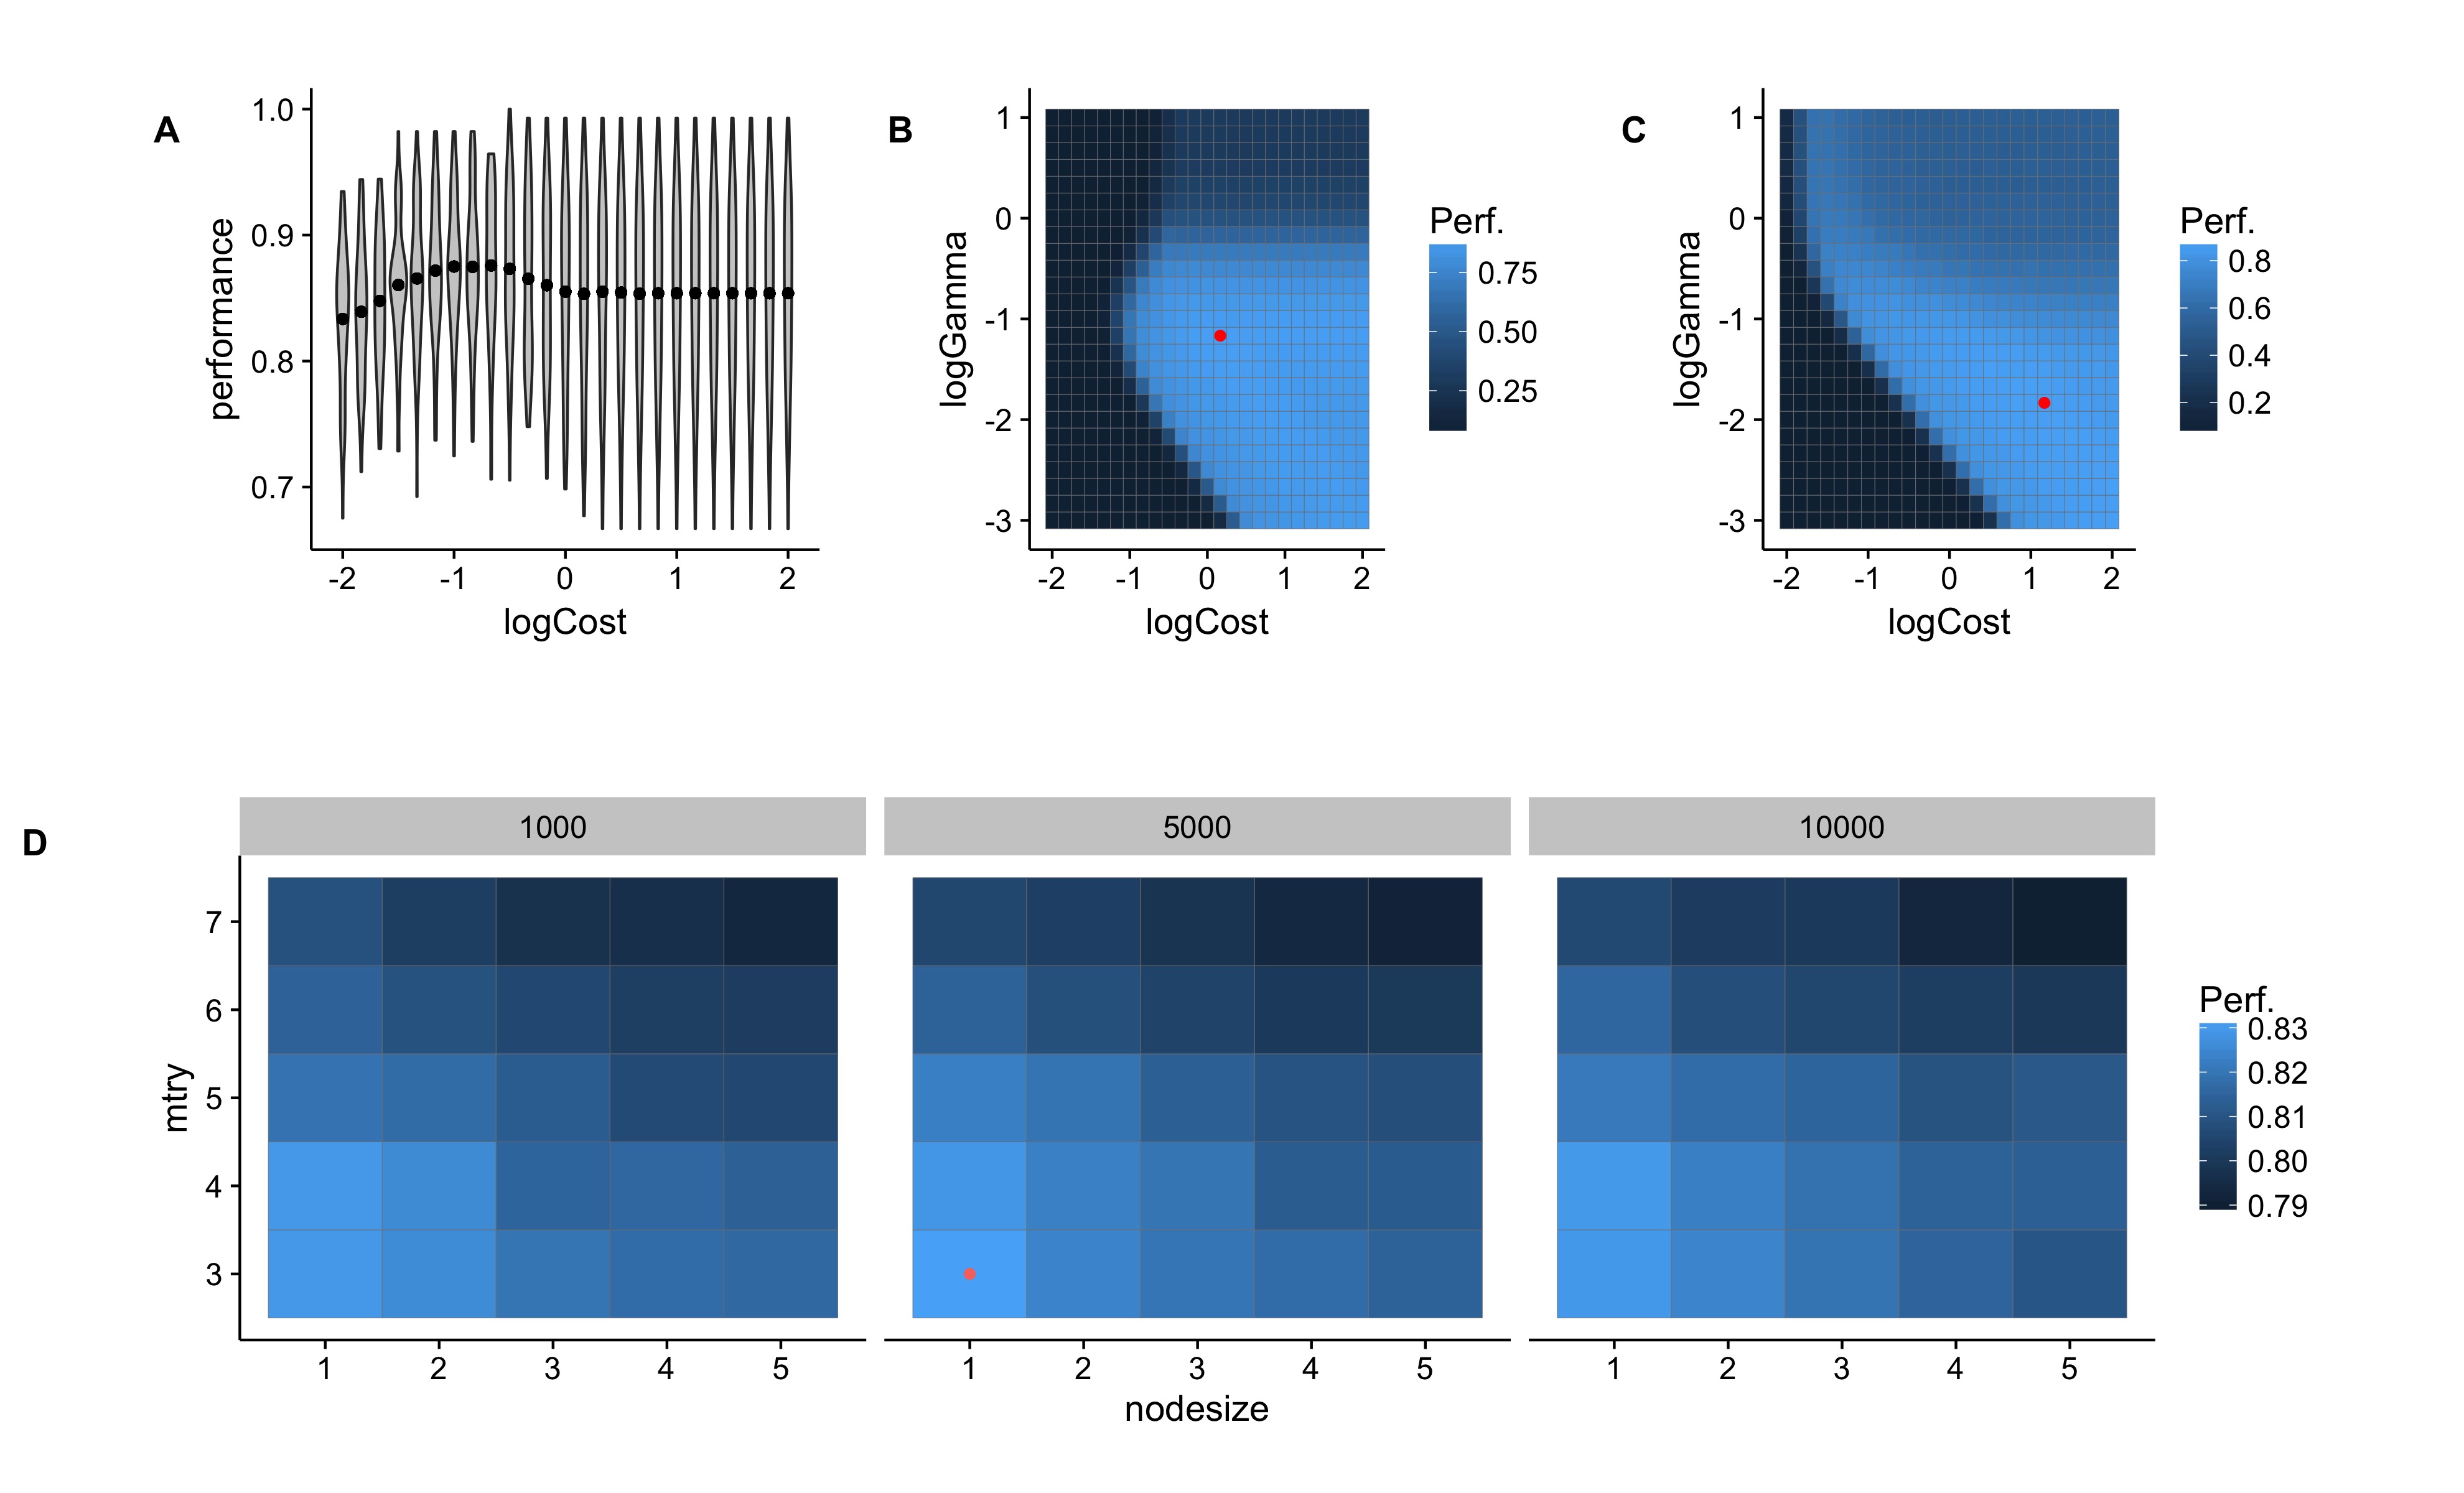 A
performance
1.0
0.9
0.8
0.7
-2 -1 0 1 2
logCost
B
logGamma
1
0
-1
-2
-3
-2 -1 0 1 2
logCost
Perf.
0.75
0.50
0.25
C
logGamma
1
0
-1
-2
-3
-2 -1 0 1 2
logCost
Perf.
0.8
0.6
0.4
0.2
D
1000 5000 10000
mtry
7
6
5
4
3
1 2 3 4 5 1 2 3 4 5 1 2 3 4 5
nodesize
Perf.
0.83
0.82
0.81
0.80
0.79